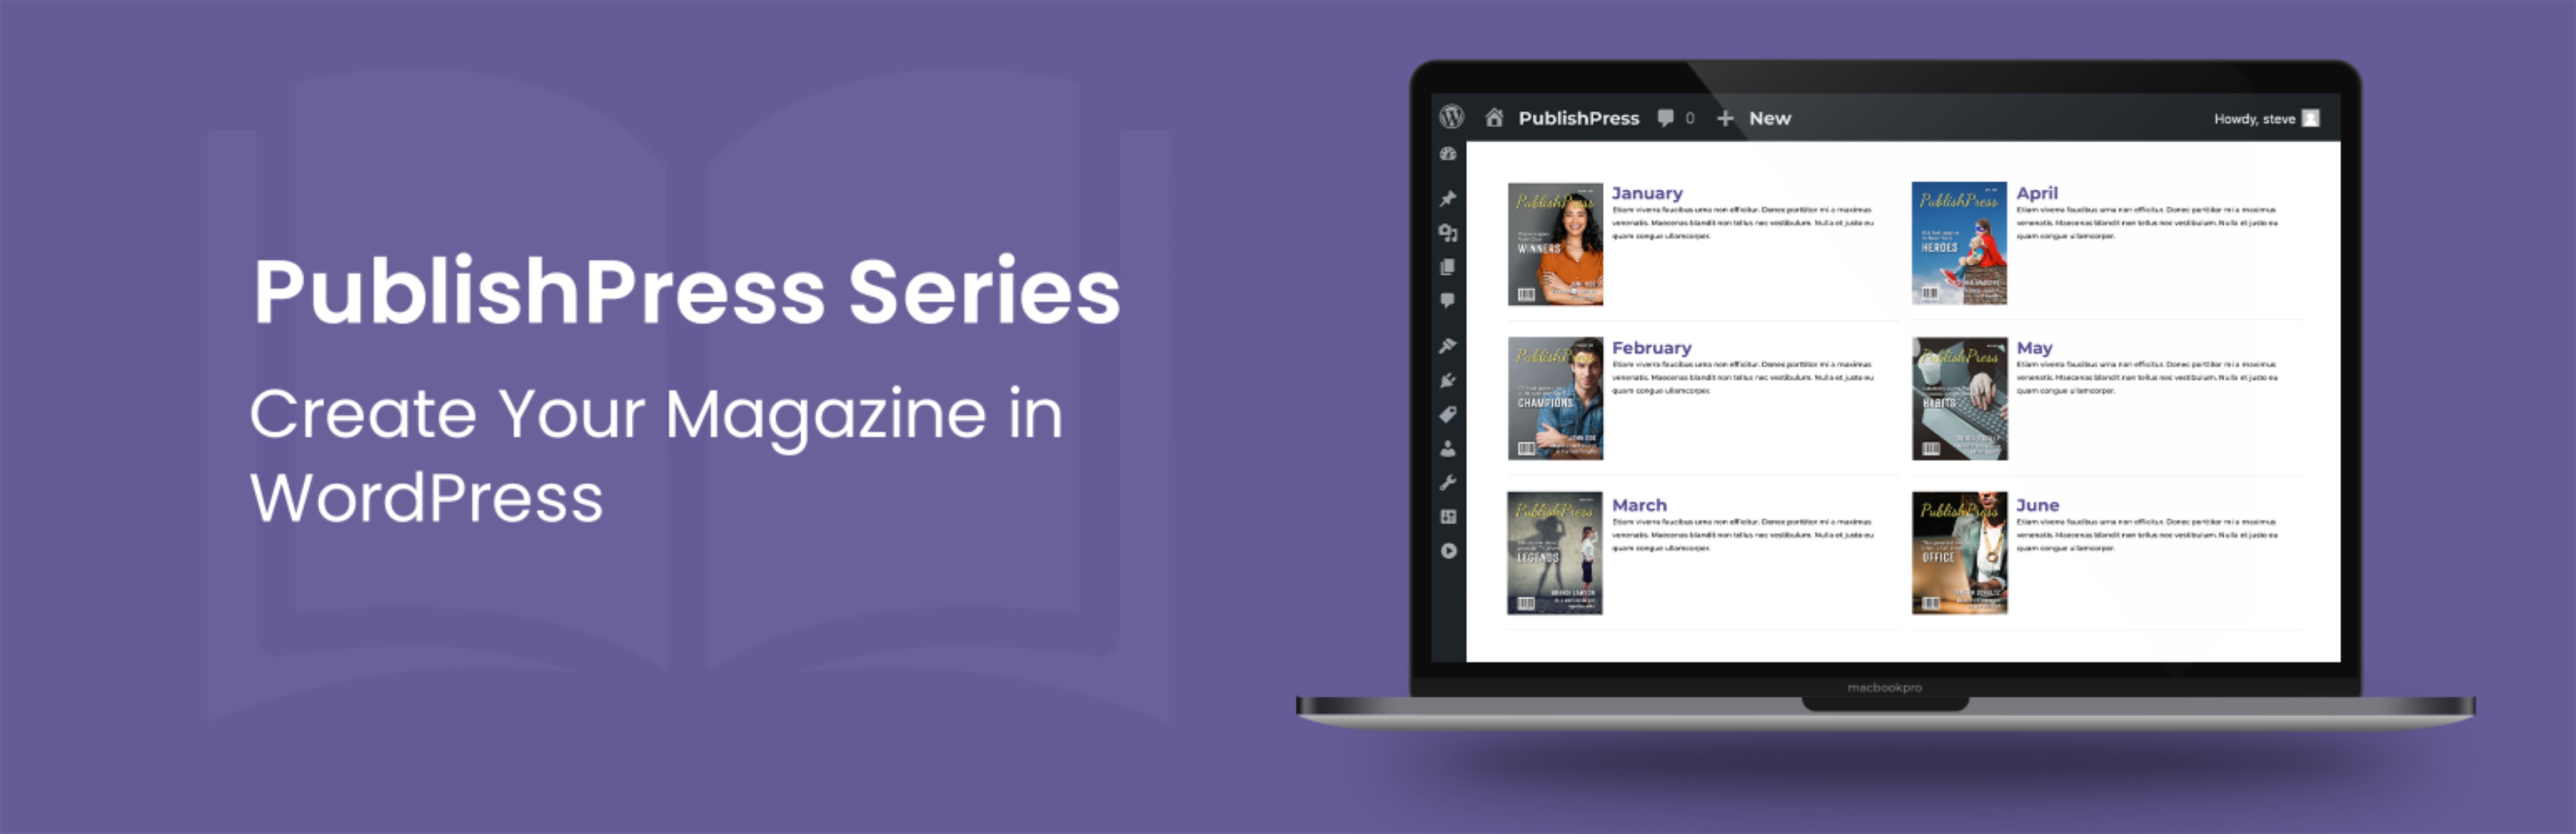 PublishPress Series
Create Your Magazine in
WordPress
PublishPress 0 New Howdy, steve
January
Etiam viverra faucibus urna non efficitur. Donec porttitor mi a maximus
venenatis. Maecenas blandit non tellus nec vestibulum. Nulla et justo eu
quam congue ullamcorper.
PublishPress
WINNERS
February
Etiam viverra faucibus urna non efficitur. Donec porttitor mi a maximus
venenatis. Maecenas blandit non tellus nec vestibulum. Nulla et justo eu
quam congue ullamcorper.
PublishPress
CHAMPIONS
JOHN DOE
March
Etiam viverra faucibus urna non efficitur. Donec porttitor mi a maximus
venenatis. Maecenas blandit non tellus nec vestibulum. Nulla et justo eu
quam congue ullamcorper.
PublishPress
LEGENDS
April
Etiam viverra faucibus urna non efficitur. Donec porttitor mi a maximus
venenatis. Maecenas blandit non tellus nec vestibulum. Nulla et justo eu
quam congue ullamcorper.
PublishPress
HEROES
May
Etiam viverra faucibus urna non efficitur. Donec porttitor mi a maximus
venenatis. Maecenas blandit non tellus nec vestibulum. Nulla et justo eu
quam congue ullamcorper.
PublishPress
HABITS
June
Etiam viverra faucibus urna non efficitur. Donec porttitor mi a maximus
venenatis. Maecenas blandit non tellus nec vestibulum. Nulla et justo eu
quam congue ullamcorper.
PublishPress
OFFICE
macbookpro